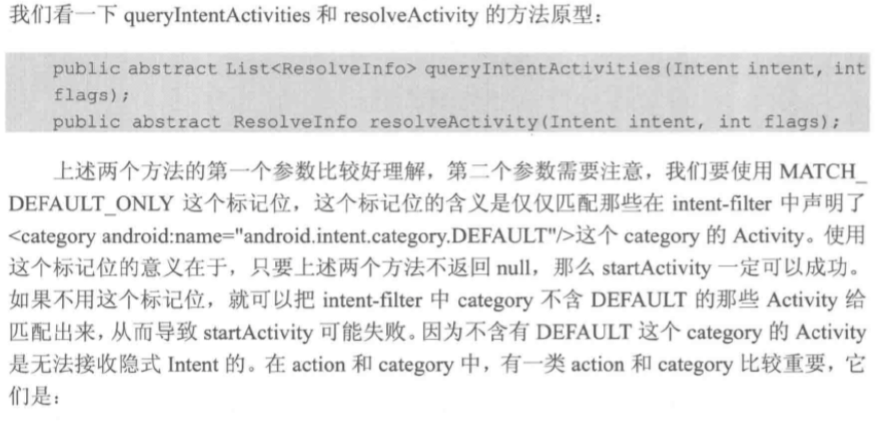 我们看一下 queryIntentActivities 和 resolveActivity 的方法原型：
public abstract List<ResolveInfo> queryIntentActivities(Intent intent, int
flags);
public abstract ResolveInfo resolveActivity(Intent intent, int flags);
上述两个方法的第一个参数比较好理解，第二个参数需要注意，我们要使用 MATCH_
DEFAULT_ONLY 这个标记位，这个标记位的含义是仅仅匹配那些在 intent-filter 中声明了
<category android:name="android.intent.category.DEFAULT"/>这个 category 的 Activity。使用
这个标记位的意义在于，只要上述两个方法不返回 null，那么 startActivity 一定可以成功。
如果不用这个标记位，就可以把 intent-filter 中 category 不含 DEFAULT 的那些 Activity 给
匹配出来，从而导致 startActivity 可能失败。因为不含有 DEFAULT 这个 category 的 Activity
是无法接收隐式 Intent 的。在 action 和 category 中，有一类 action 和 category 比较重要，它
们是：